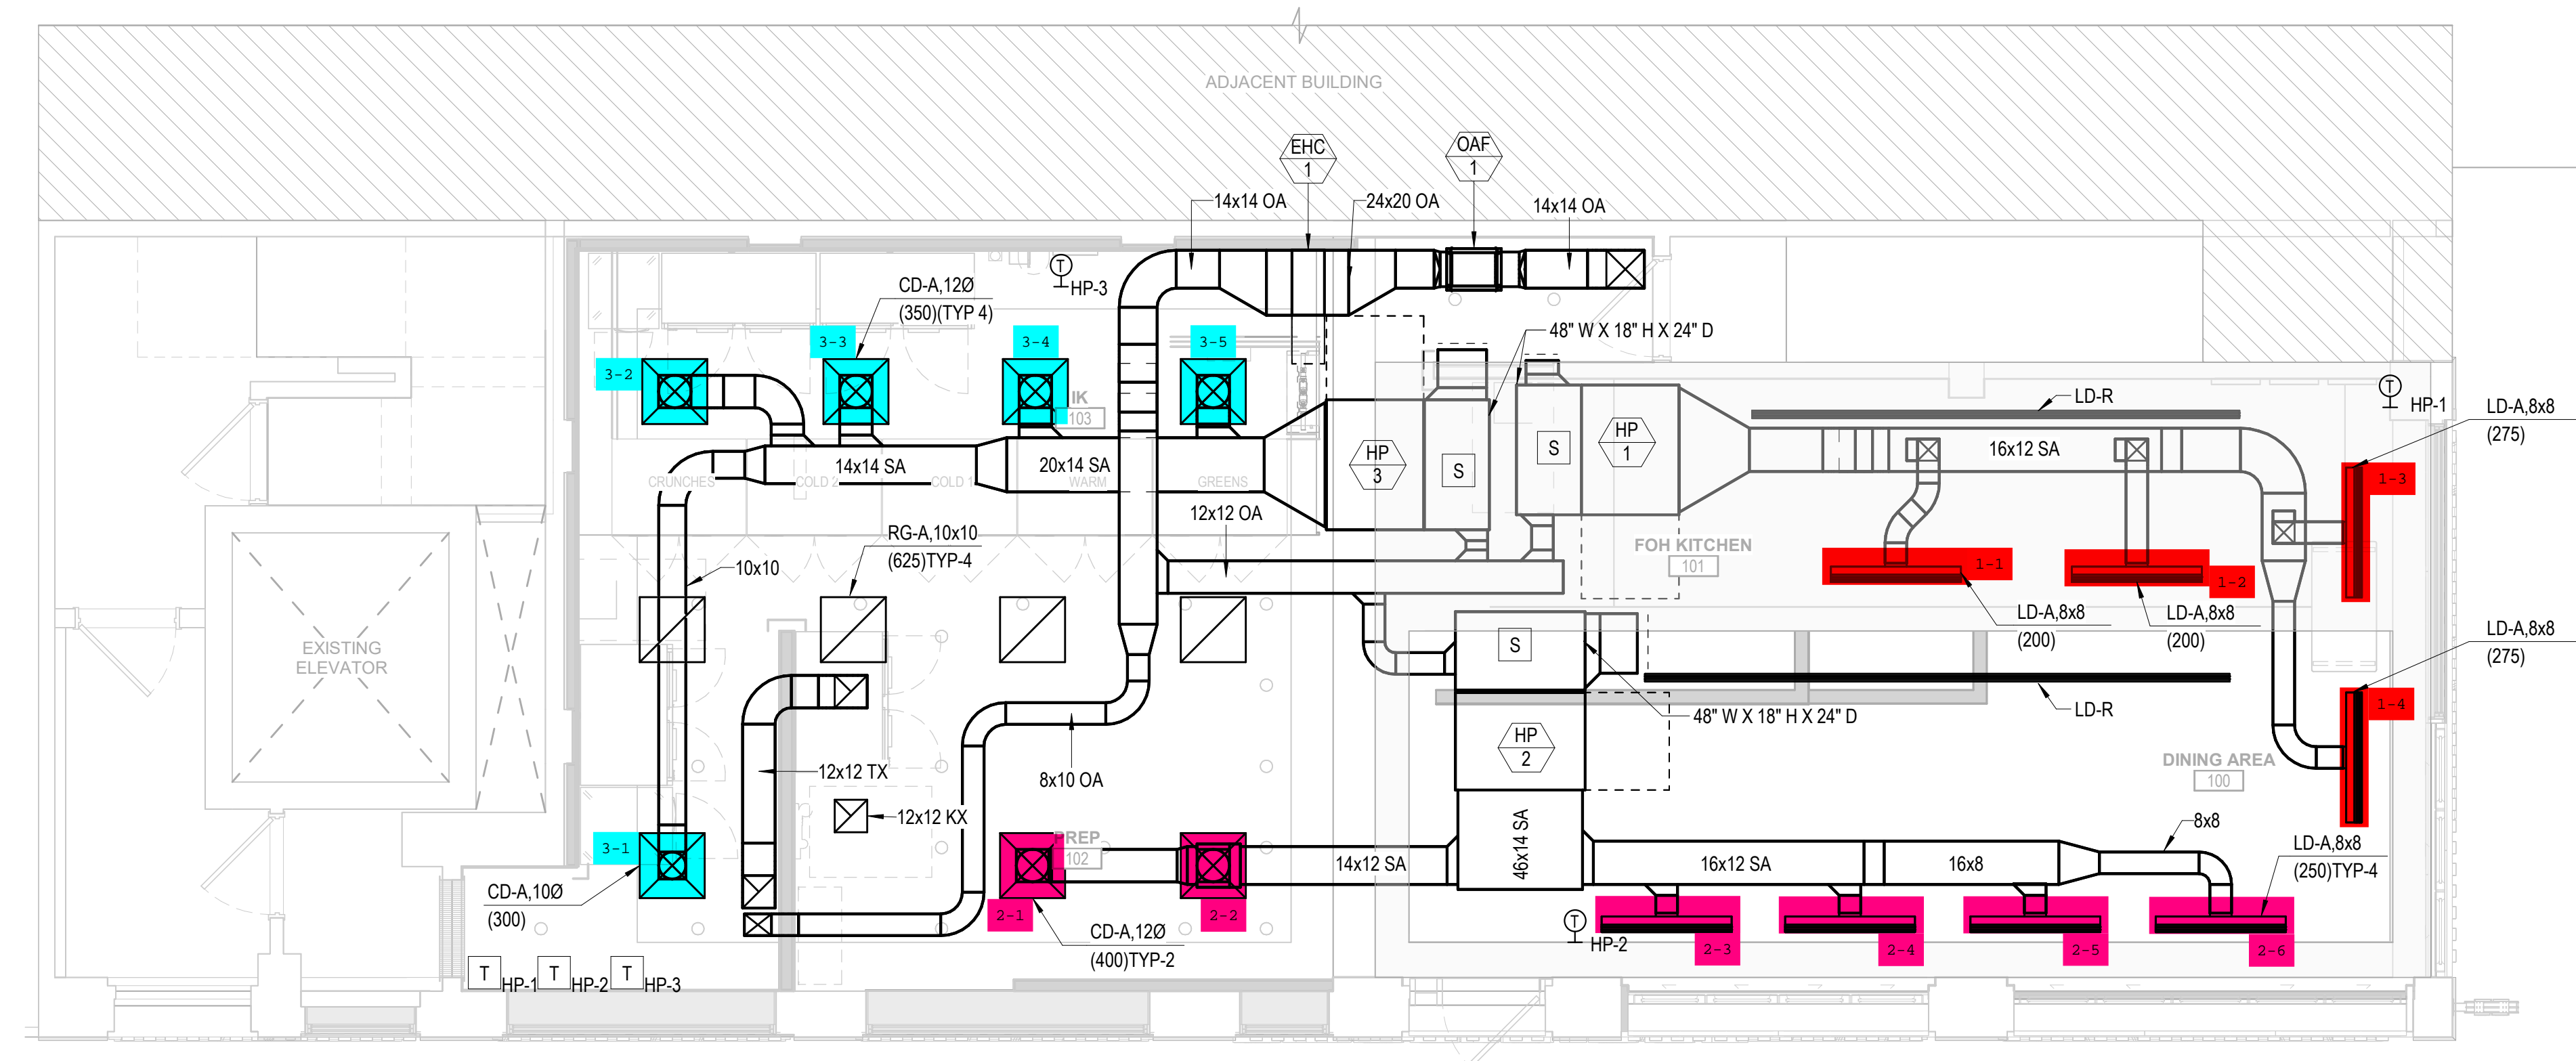 ADJACENT BUILDING
EHC
1
OAF
1
14x14 OA
24x20 OA
14x14 OA
CD-A,12Ø
(350)(TYP 4)
T
HP-3
3-2
3-3
3-4
3-5
IK
103
48" W X 18" H X 24" D
LD-R
T
HP-1
LD-A,8x8
(275)
HP
3
S
S
HP
1
14x14 SA
20x14 SA
16x12 SA
CRUNCHES
COLD 2
COLD 1
WARM
GREENS
1-3
12x12 OA
RG-A,10x10
(625)TYP-4
10x10
FOH KITCHEN
101
1-1
1-2
LD-A,8x8
(200)
LD-A,8x8
(200)
LD-A,8x8
(275)
EXISTING
ELEVATOR
S
1-4
LD-R
48" W X 18" H X 24" D
HP
2
12x12 TX
8x10 OA
DINING AREA
100
12x12 KX
46x14 SA
8x8
3-1
PREP
102
14x12 SA
16x12 SA
16x8
LD-A,8x8
(250)TYP-4
CD-A,10Ø
(300)
2-1
2-2
CD-A,12Ø
(400)TYP-2
T
HP-2
2-3
2-4
2-5
2-6
T
HP-1
T
HP-2
T
HP-3